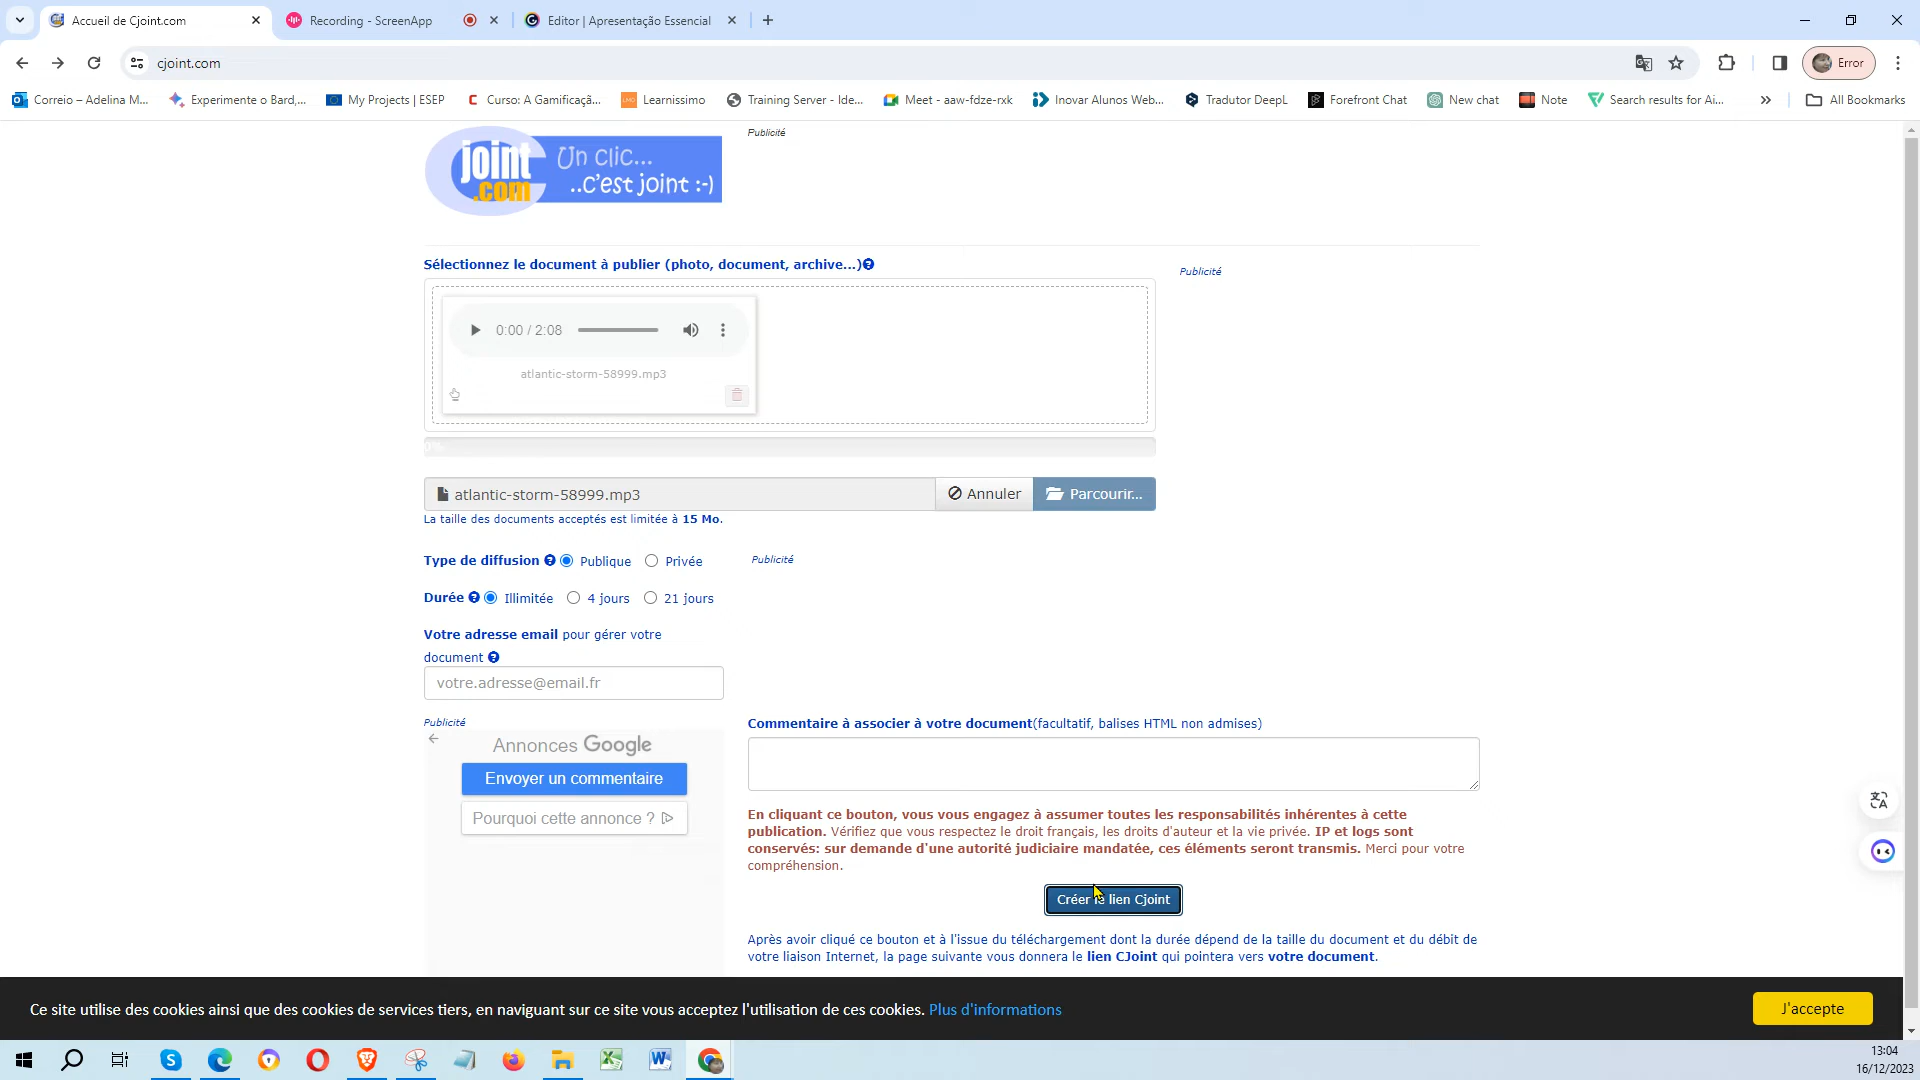 Accueil de Cjoint.com
Recording - ScreenApp
Editor | Apresentação Essencial
cjoint.com
Error
Correio – Adelina M...
Experimente o Bard,...
My Projects | ESEP
Curso: A Gamificaçã...
Learnissimo
Training Server - Ide...
Meet - aaw-fdze-rxk
Inovar Alunos Web...
Tradutor DeepL
Forefront Chat
New chat
Note
Search results for Ai...
All Bookmarks
joint.com
Un clic...
..c'est joint :-)
Publicité
Sélectionnez le document à publier (photo, document, archive...)
Publicité
0:00 / 2:08
atlantic-storm-58999.mp3
atlantic-storm-58999.mp3
Annuler
Parcourir...
La taille des documents acceptés est limitée à 15 Mo.
Type de diffusion Publique Privée
Publicité
Durée Illimitée 4 jours 21 jours
Votre adresse email pour gérer votre
document
votre.adresse@email.fr
Publicité
Annonces Google
Envoyer un commentaire
Pourquoi cette annonce ?
Commentaire à associer à votre document(facultatif, balises HTML non admises)
En cliquant ce bouton, vous vous engagez à assumer toutes les responsabilités inhérentes à cette
publication. Vérifiez que vous respectez le droit français, les droits d'auteur et la vie privée. IP et logs sont
conservés: sur demande d'une autorité judiciaire mandatée, ces éléments seront transmis. Merci pour votre
compréhension.
Créer le lien Cjoint
Après avoir cliqué ce bouton et à l'issue du téléchargement dont la durée dépend de la taille du document et du débit de
votre liaison Internet, la page suivante vous donnera le lien CJoint qui pointera vers votre document.
Ce site utilise des cookies ainsi que des cookies de services tiers, en naviguant sur ce site vous acceptez l'utilisation de ces cookies. Plus d'informations
J'accepte
13:04
16/12/2023